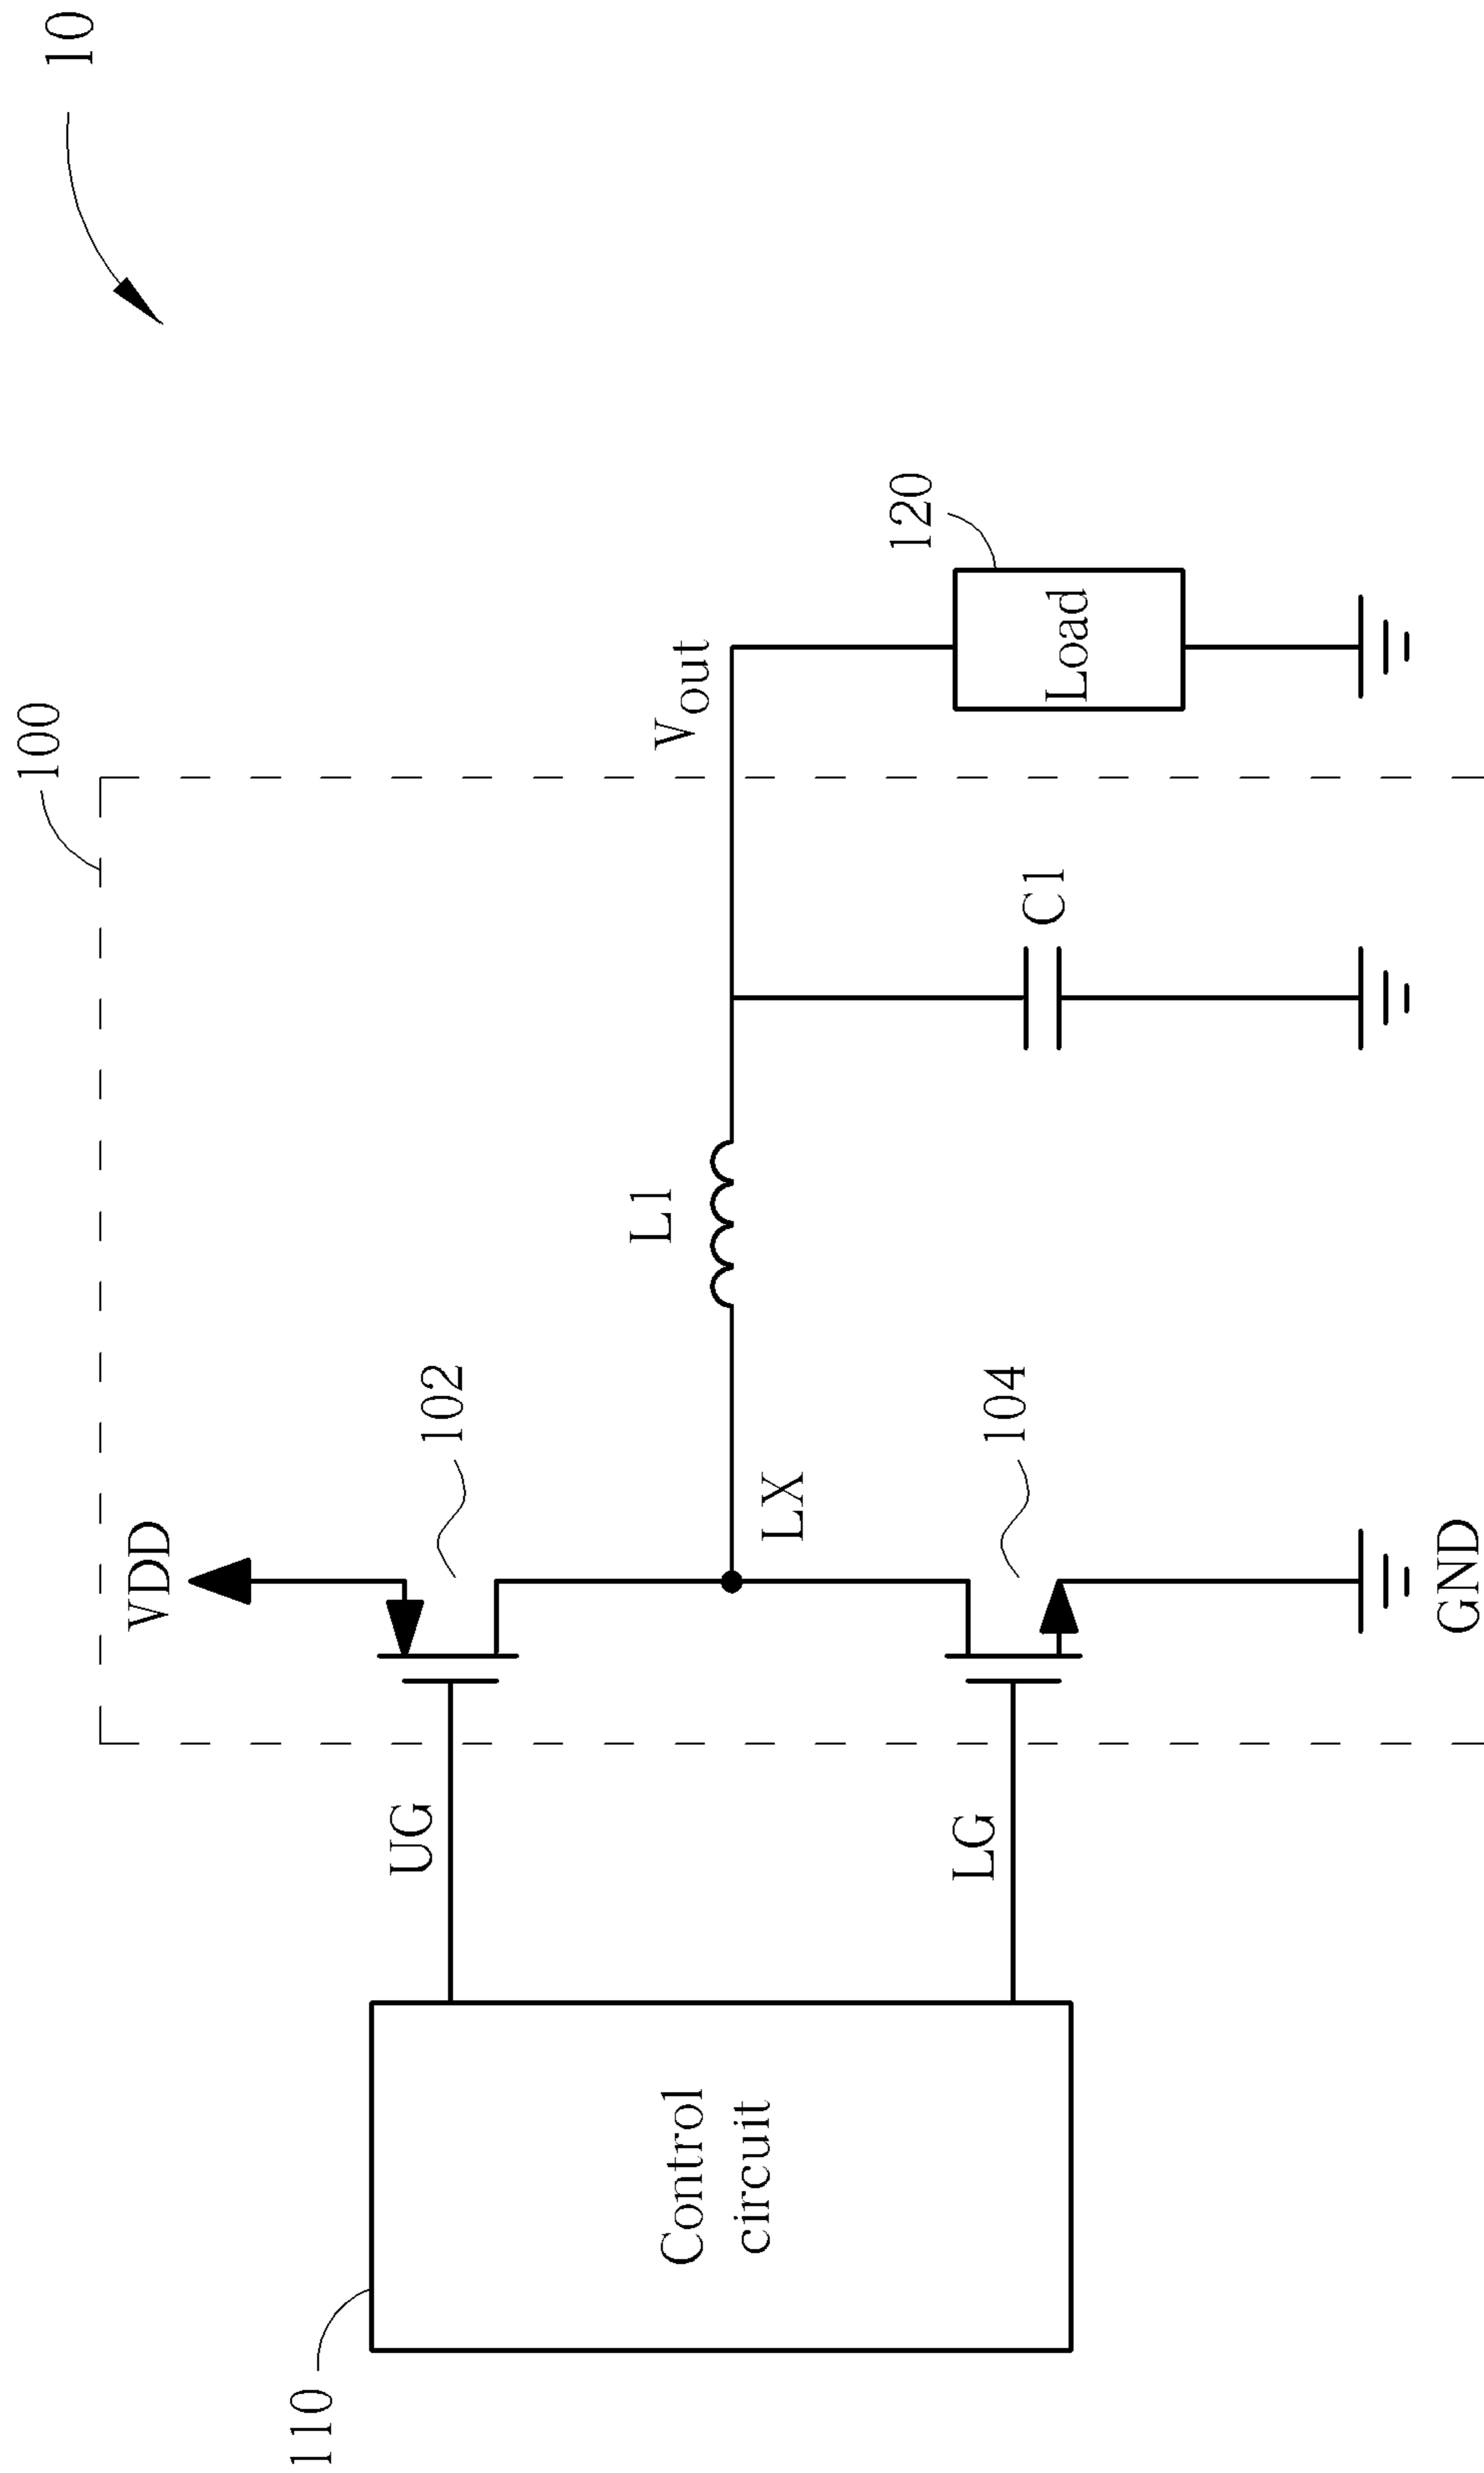 10
100
VDD
102
UG
L1
Vout
120
Load
C1
LX
104
LG
GND
Control
circuit
110